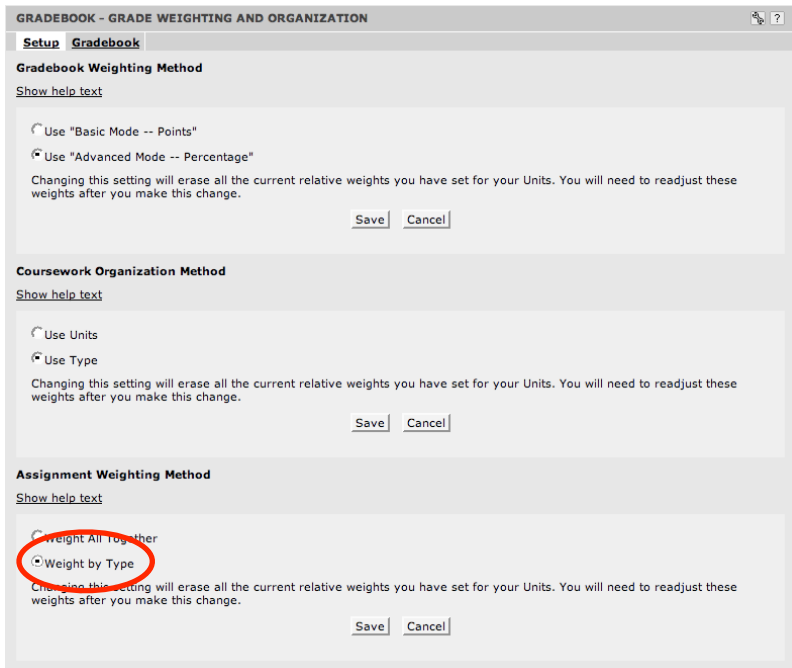 GRADEBOOK - GRADE WEIGHTING AND ORGANIZATION
?
Setup Gradebook
Gradebook Weighting Method
Show help text
Use "Basic Mode -- Points"
Use "Advanced Mode -- Percentage"
Changing this setting will erase all the current relative weights you have set for your Units. You will need to readjust these
weights after you make this change.
Save Cancel
Coursework Organization Method
Show help text
Use Units
Use Type
Changing this setting will erase all the current relative weights you have set for your Units. You will need to readjust these
weights after you make this change.
Save Cancel
Assignment Weighting Method
Show help text
Weight All Together
Weight by Type
Changing this setting will erase all the current relative weights you have set for your Units. You will need to readjust these
weights after you make this change.
Save Cancel